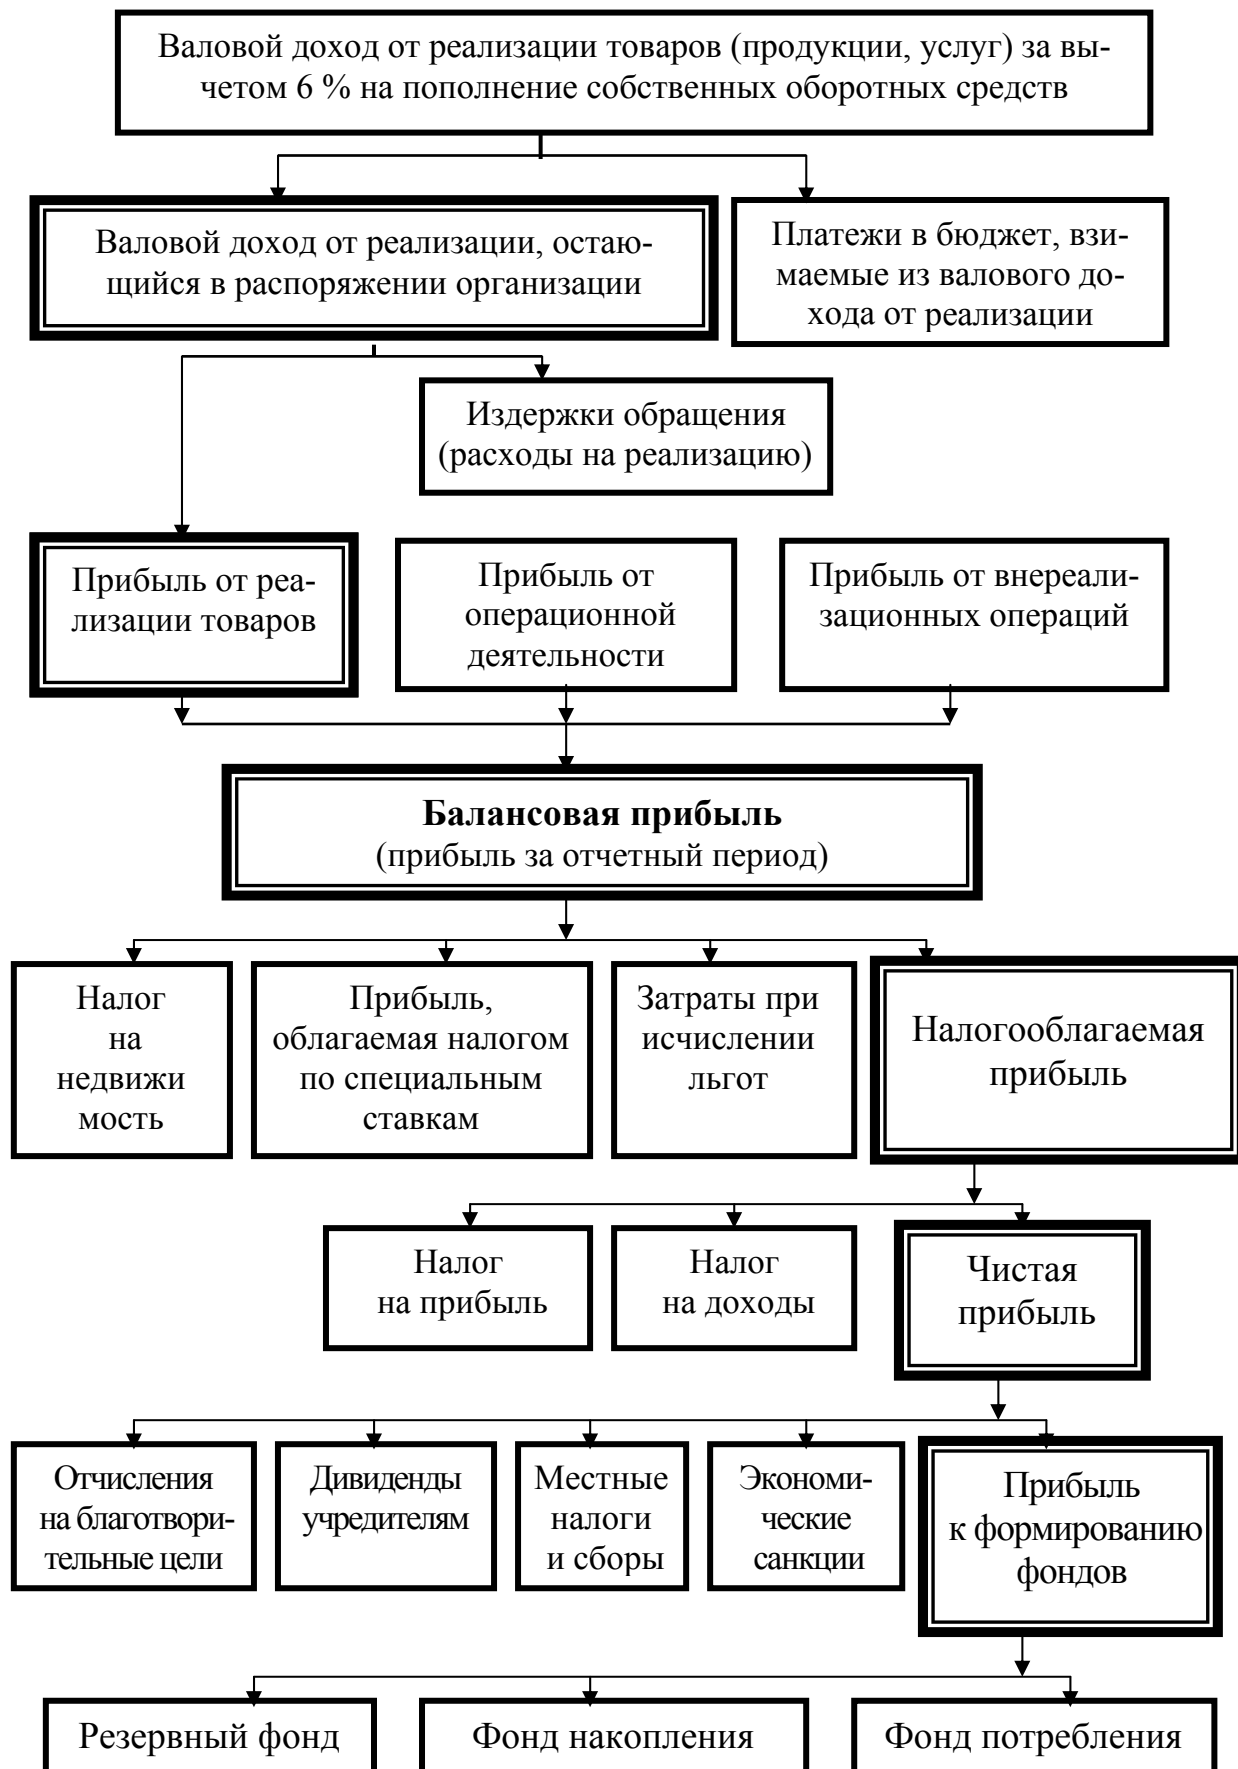 Валовой доход от реализации товаров (продукции, услуг) за вы-
четом 6 % на пополнение собственных оборотных средств
Валовой доход от реализации, остаю-
щийся в распоряжении организации
Платежи в бюджет, взи-
маемые из валового до-
хода от реализации
Издержки обращения
(расходы на реализацию)
Прибыль от реа-
лизации товаров
Прибыль от
операционной
деятельности
Прибыль от внереали-
зационных операций
Балансовая прибыль
(прибыль за отчетный период)
Налог
на
недвижи
мость
Прибыль,
облагаемая налогом
по специальным
ставкам
Затраты при
исчислении
льгот
Налогооблагаемая
прибыль
Налог
на прибыль
Налог
на доходы
Чистая
прибыль
Отчисления
на благотвори-
тельные цели
Дивиденды
учредителям
Местные
налоги
и сборы
Экономи-
ческие
санкции
Прибыль
к формированию
фондов
Резервный фонд
Фонд накопления
Фонд потребления